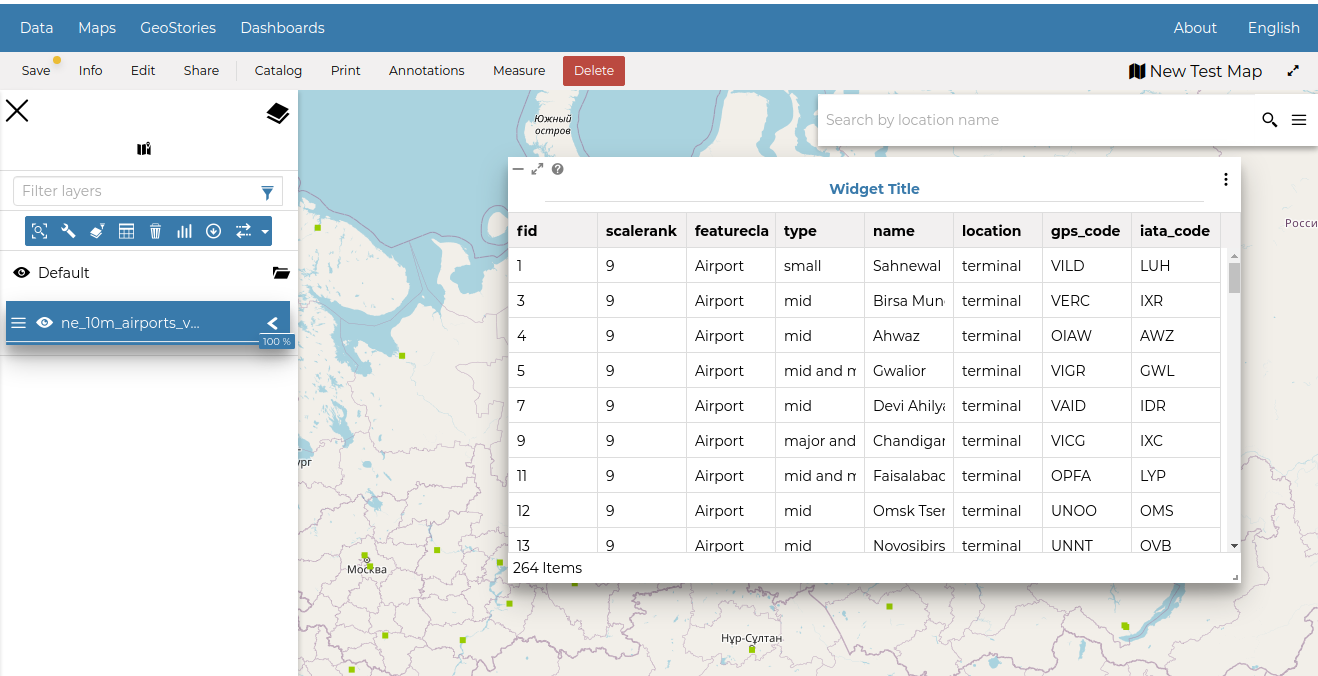 Data Maps GeoStories Dashboards About English
Save Info Edit Share Catalog Print Annotations Measure Delete New Test Map
Южный
остров
Search by location name
Filter layers
Widget Title
Росси
fid scalerank featurecla type name location gps_code iata_code
1 9 Airport small Sahnewal terminal VILD LUH
Default
3 9 Airport mid Birsa Mun terminal VERC IXR
ne_10m_airports_v...
100 %
4 9 Airport mid Ahwaz terminal OIAW AWZ
5 9 Airport mid and m Gwalior terminal VIGR GWL
7 9 Airport mid Devi Ahilya terminal VAID IDR
9 9 Airport major and Chandigar terminal VICG IXC
ург
11 9 Airport mid and m Faisalabad terminal OPFA LYP
12 9 Airport mid Omsk Tser terminal UNOO OMS
13 9 Airport mid Novosibirs terminal UNNT OVB
264 Items
Москва
Нұр-Сұлтан